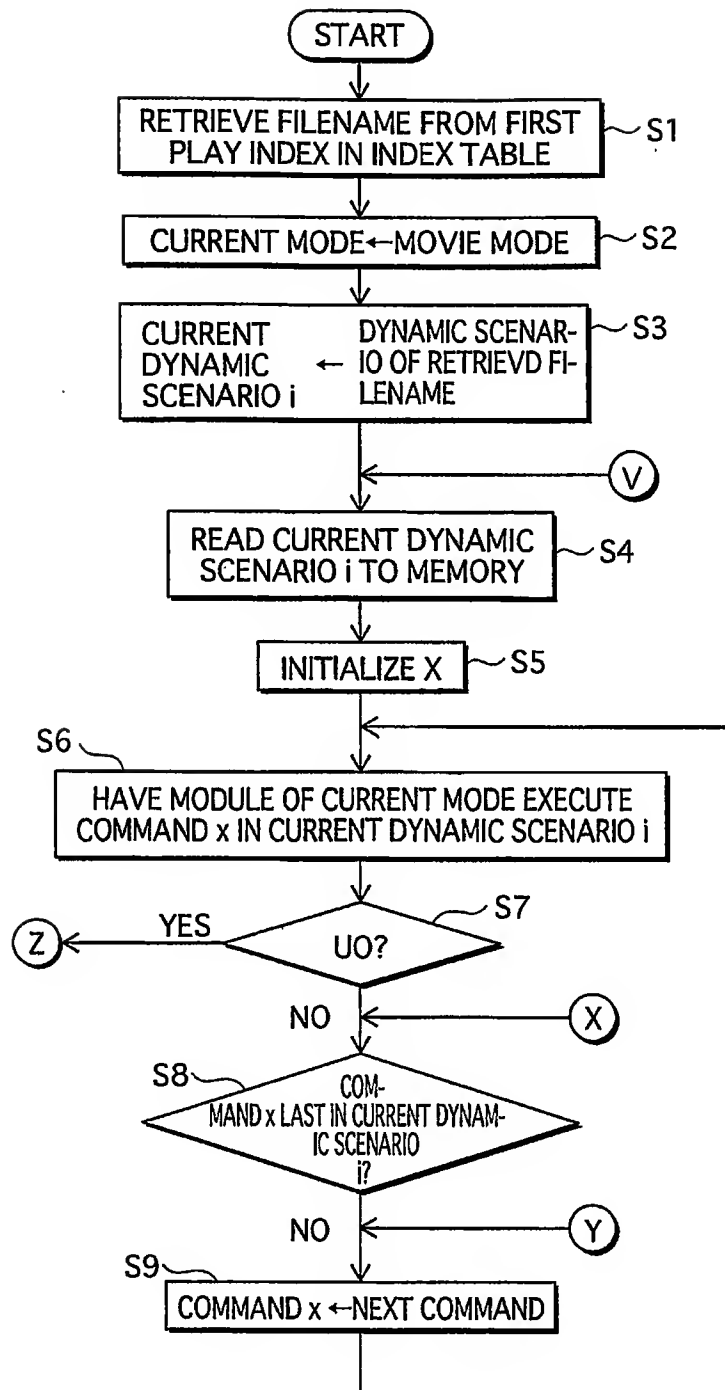 START
RETRIEVE FILENAME FROM FIRST
PLAY INDEX IN INDEX TABLE
S1
CURRENT MODE←MOVIE MODE
S2
CURRENT
DYNAMIC
SCENARIO i
←
DYNAMIC SCENAR-
IO OF RETRIEVD FI-
LENAME
S3
V
READ CURRENT DYNAMIC
SCENARIO i TO MEMORY
S4
INITIALIZE X
S5
S6
HAVE MODULE OF CURRENT MODE EXECUTE
COMMAND x IN CURRENT DYNAMIC SCENARIO i
S7
Z
YES
UO?
NO
X
S8
COM-
MAND x LAST IN CURRENT DYNAM-
IC SCENARIO
i?
NO
Y
S9
COMMAND x ←NEXT COMMAND